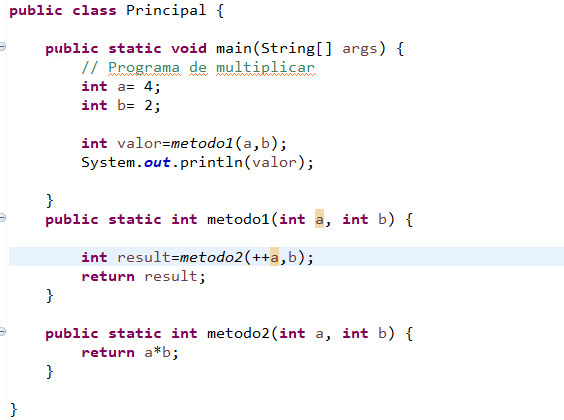 public class Principal {
public static void main(String[] args) {
// Programa de multiplicar
int a= 4;
int b= 2;
int valor=metodo1(a,b);
System.out.println(valor);
}
public static int metodo1(int a, int b) {
int result=metodo2(++a,b);
return result;
}
public static int metodo2(int a, int b) {
return a*b;
}
}